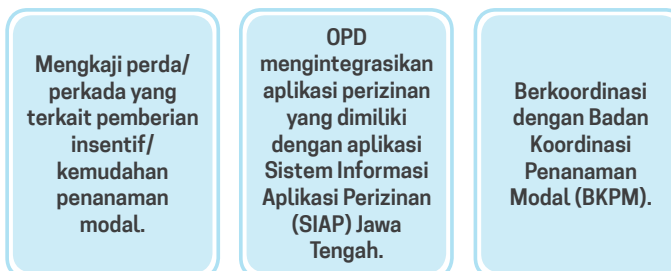 Mengkaji perda/
perkada yang
terkait pemberian
insentif/
kemudahan
penanaman
modal.
OPD
mengintegrasikan
aplikasi perizinan
yang dimiliki
dengan aplikasi
Sistem Informasi
Aplikasi Perizinan
(SIAP) Jawa
Tengah.
Berkoordinasi
dengan Badan
Koordinasi
Penanaman
Modal (BKPM).